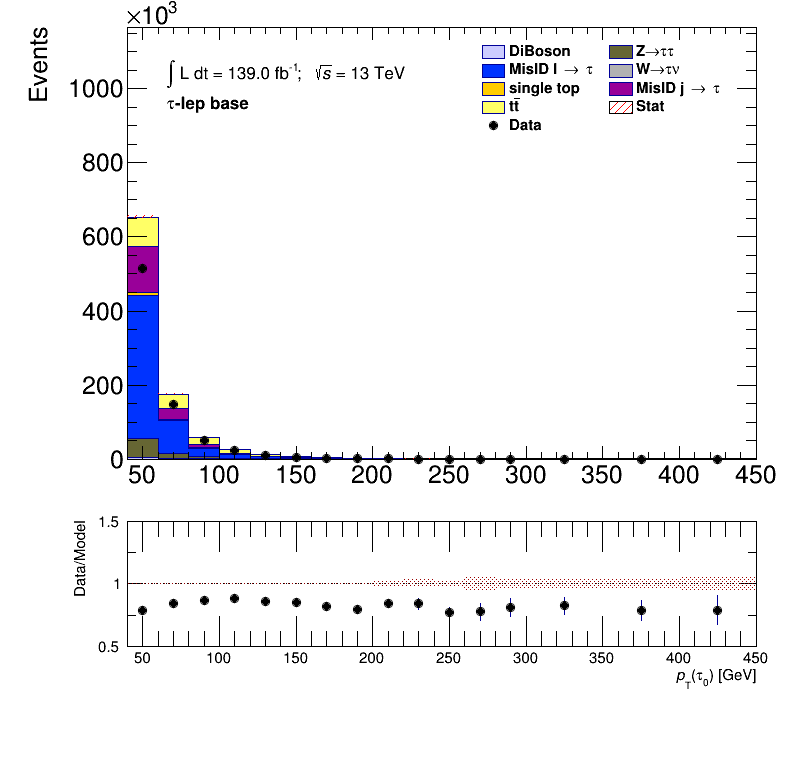 ×10³
Events
∫ L dt = 139.0 fb⁻¹; √s = 13 TeV
τ-lep base
DiBoson
MisID l → τ
single top
tt̄
Data
Z→ττ
W→τν
MisID j → τ
Stat
1000
800
600
400
200
0
50 100 150 200 250 300 350 400 450
Data/Model
1.5
1
0.5
50 100 150 200 250 300 350 400 450
p_T(τ₀) [GeV]